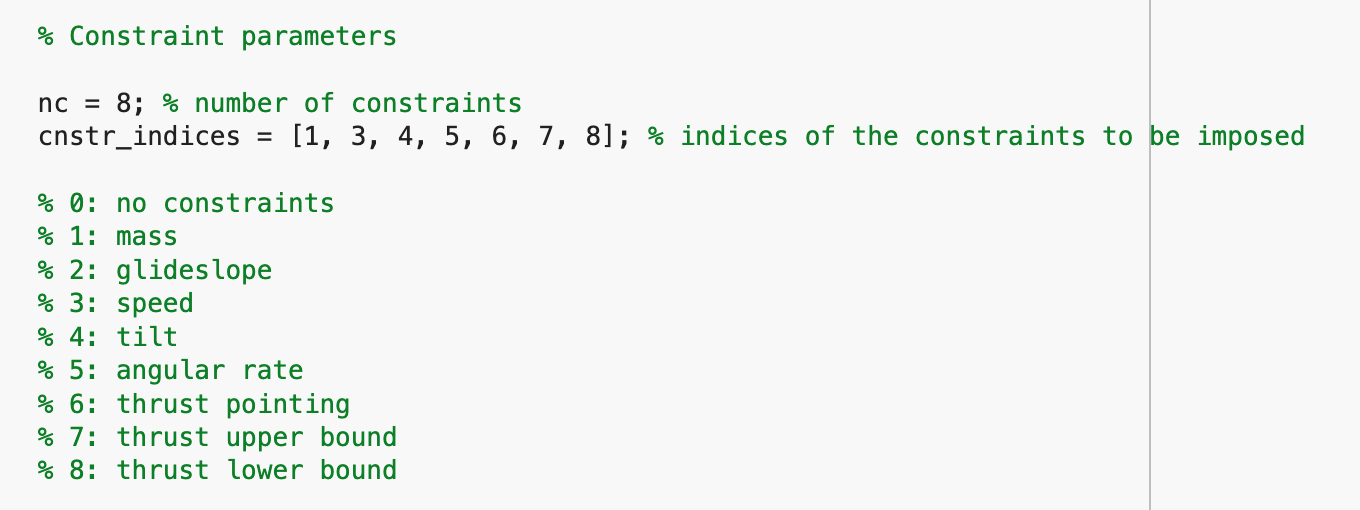 % Constraint parameters
nc = 8; % number of constraints
cnstr_indices = [1, 3, 4, 5, 6, 7, 8]; % indices of the constraints to be imposed
% 0: no constraints
% 1: mass
% 2: glideslope
% 3: speed
% 4: tilt
% 5: angular rate
% 6: thrust pointing
% 7: thrust upper bound
% 8: thrust lower bound